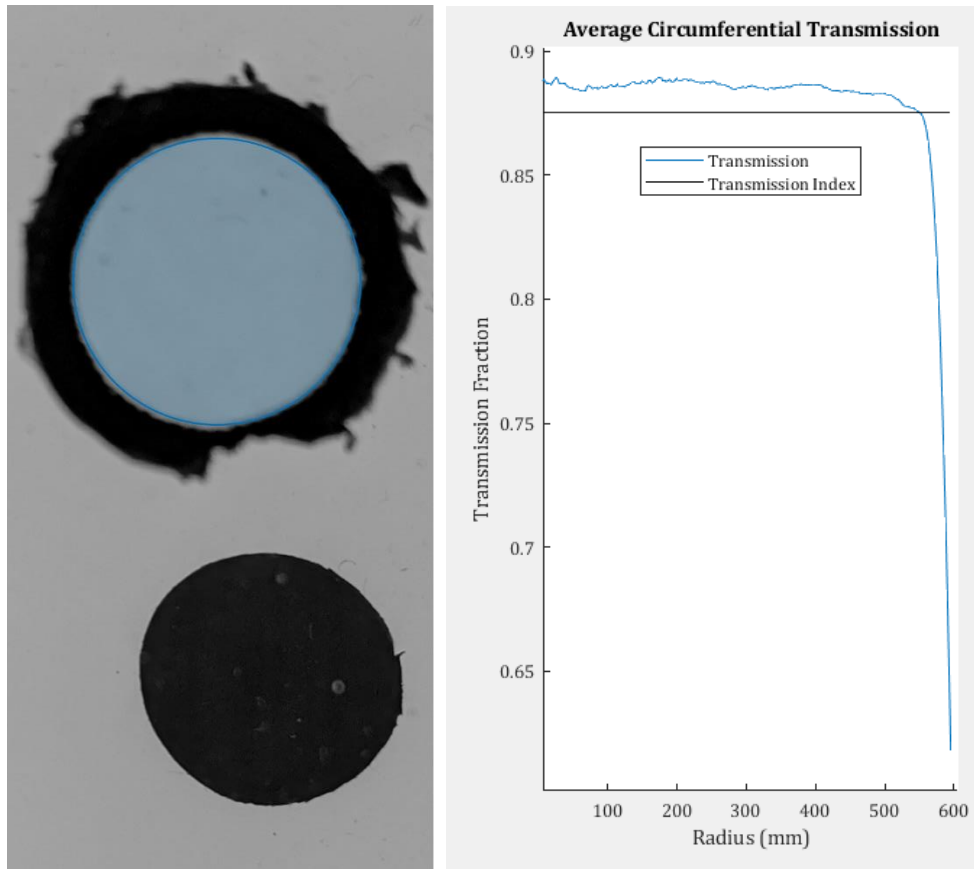 Average Circumferential Transmission
0.9
0.85
0.8
0.75
0.7
0.65
Transmission Fraction
Transmission
Transmission Index
100 200 300 400 500 600
Radius (mm)